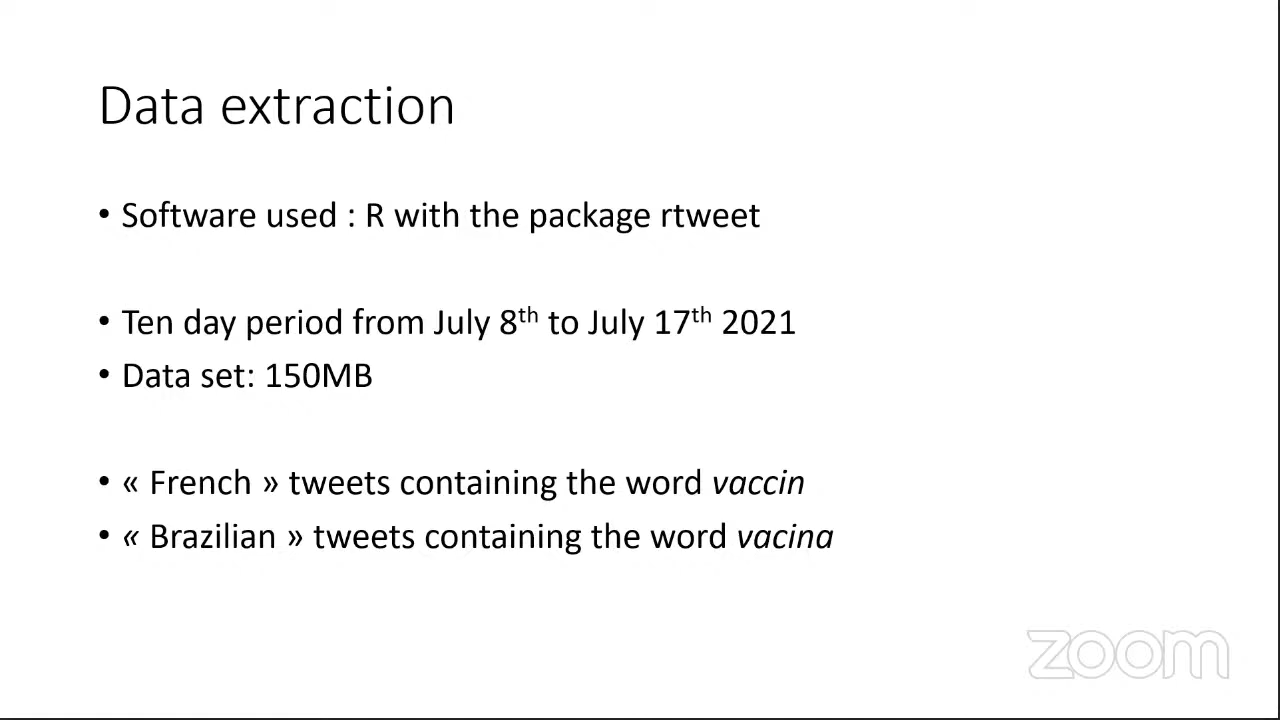 Data extraction
• Software used : R with the package rtweet
• Ten day period from July 8th to July 17th 2021
• Data set: 150MB
• « French » tweets containing the word vaccin
• « Brazilian » tweets containing the word vacina
zoom